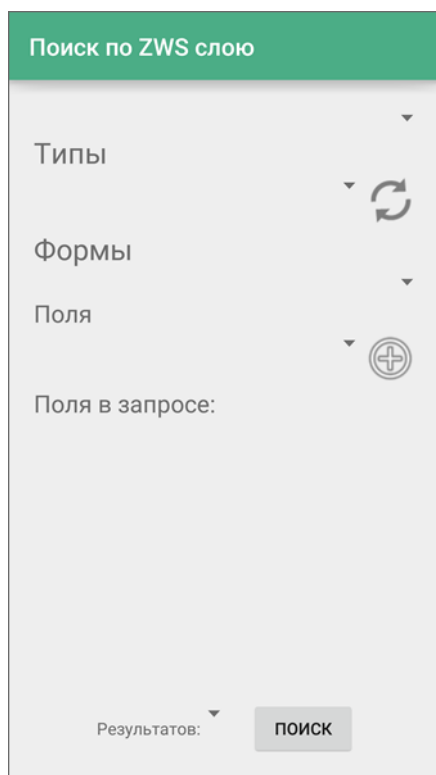 Поиск по ZWS слою
Типы
Формы
Поля
Поля в запросе:
Результатов:
ПОИСК